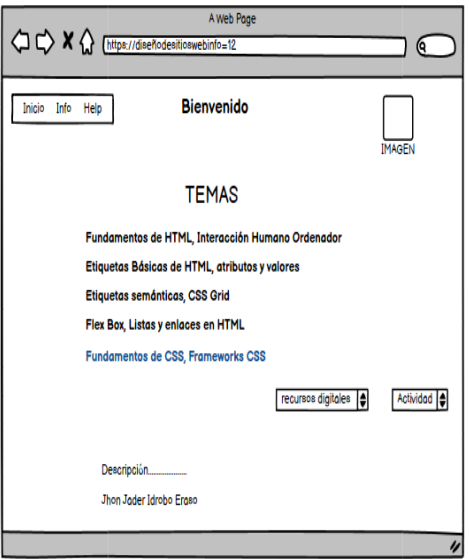 A Web Page
https://diseñodesitioswebinfo=12
Inicio Info Help
Bienvenido
IMAGEN
TEMAS
Fundamentos de HTML, Interacción Humano Ordenador
Etiquetas Básicas de HTML, atributos y valores
Etiquetas semánticas, CSS Grid
Flex Box, Listas y enlaces en HTML
Fundamentos de CSS, Frameworks CSS
recursos digitales
Actividad
Descripción..................
Jhon Jader Idrobo Eraso